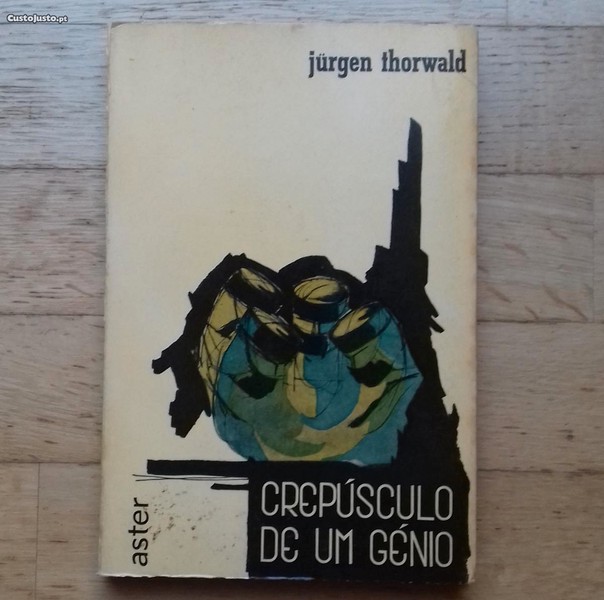 CustoJusto.pt
jürgen thorwald
aster
CREPÚSCULO
DE UM GÉNIO